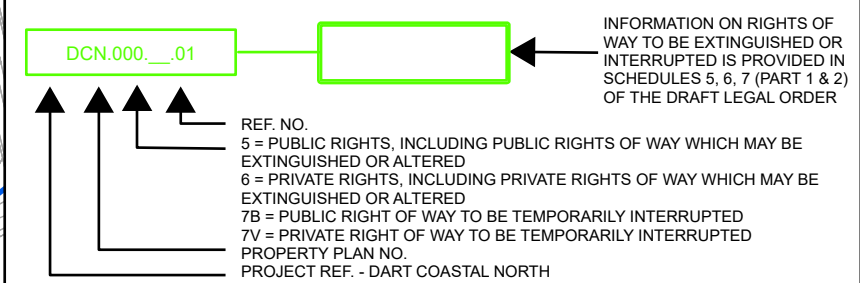 DCN.000.__.01
INFORMATION ON RIGHTS OF
WAY TO BE EXTINGUISHED OR
INTERRUPTED IS PROVIDED IN
SCHEDULES 5, 6, 7 (PART 1 & 2)
OF THE DRAFT LEGAL ORDER
REF. NO.
5 = PUBLIC RIGHTS, INCLUDING PUBLIC RIGHTS OF WAY WHICH MAY BE
EXTINGUISHED OR ALTERED
6 = PRIVATE RIGHTS, INCLUDING PRIVATE RIGHTS OF WAY WHICH MAY BE
EXTINGUISHED OR ALTERED
7B = PUBLIC RIGHT OF WAY TO BE TEMPORARILY INTERRUPTED
7V = PRIVATE RIGHT OF WAY TO BE TEMPORARILY INTERRUPTED
PROPERTY PLAN NO.
PROJECT REF. - DART COASTAL NORTH